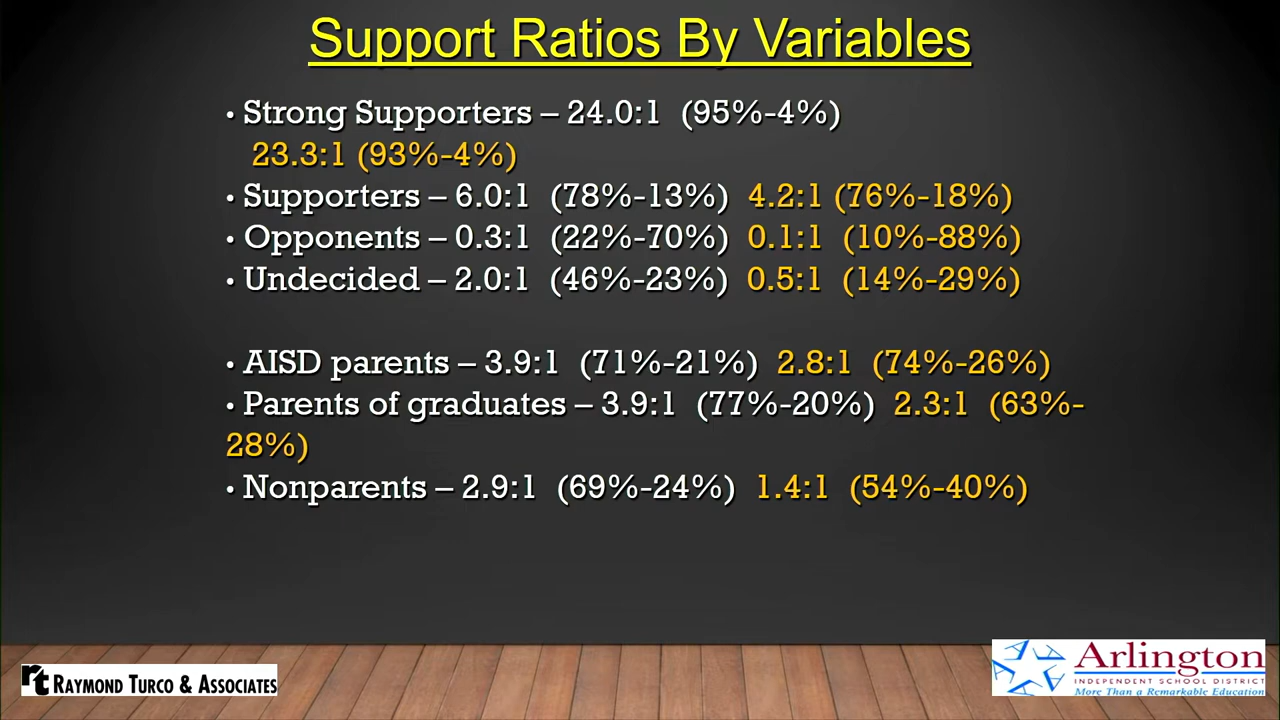 Support Ratios By Variables
• Strong Supporters – 24.0:1 (95%-4%)
23.3:1 (93%-4%)
• Supporters – 6.0:1 (78%-13%) 4.2:1 (76%-18%)
• Opponents – 0.3:1 (22%-70%) 0.1:1 (10%-88%)
• Undecided – 2.0:1 (46%-23%) 0.5:1 (14%-29%)
• AISD parents – 3.9:1 (71%-21%) 2.8:1 (74%-26%)
• Parents of graduates – 3.9:1 (77%-20%) 2.3:1 (63%-
28%)
• Nonparents – 2.9:1 (69%-24%) 1.4:1 (54%-40%)
rt RAYMOND TURCO & ASSOCIATES
Arlington
INDEPENDENT SCHOOL DISTRICT
More Than a Remarkable Education